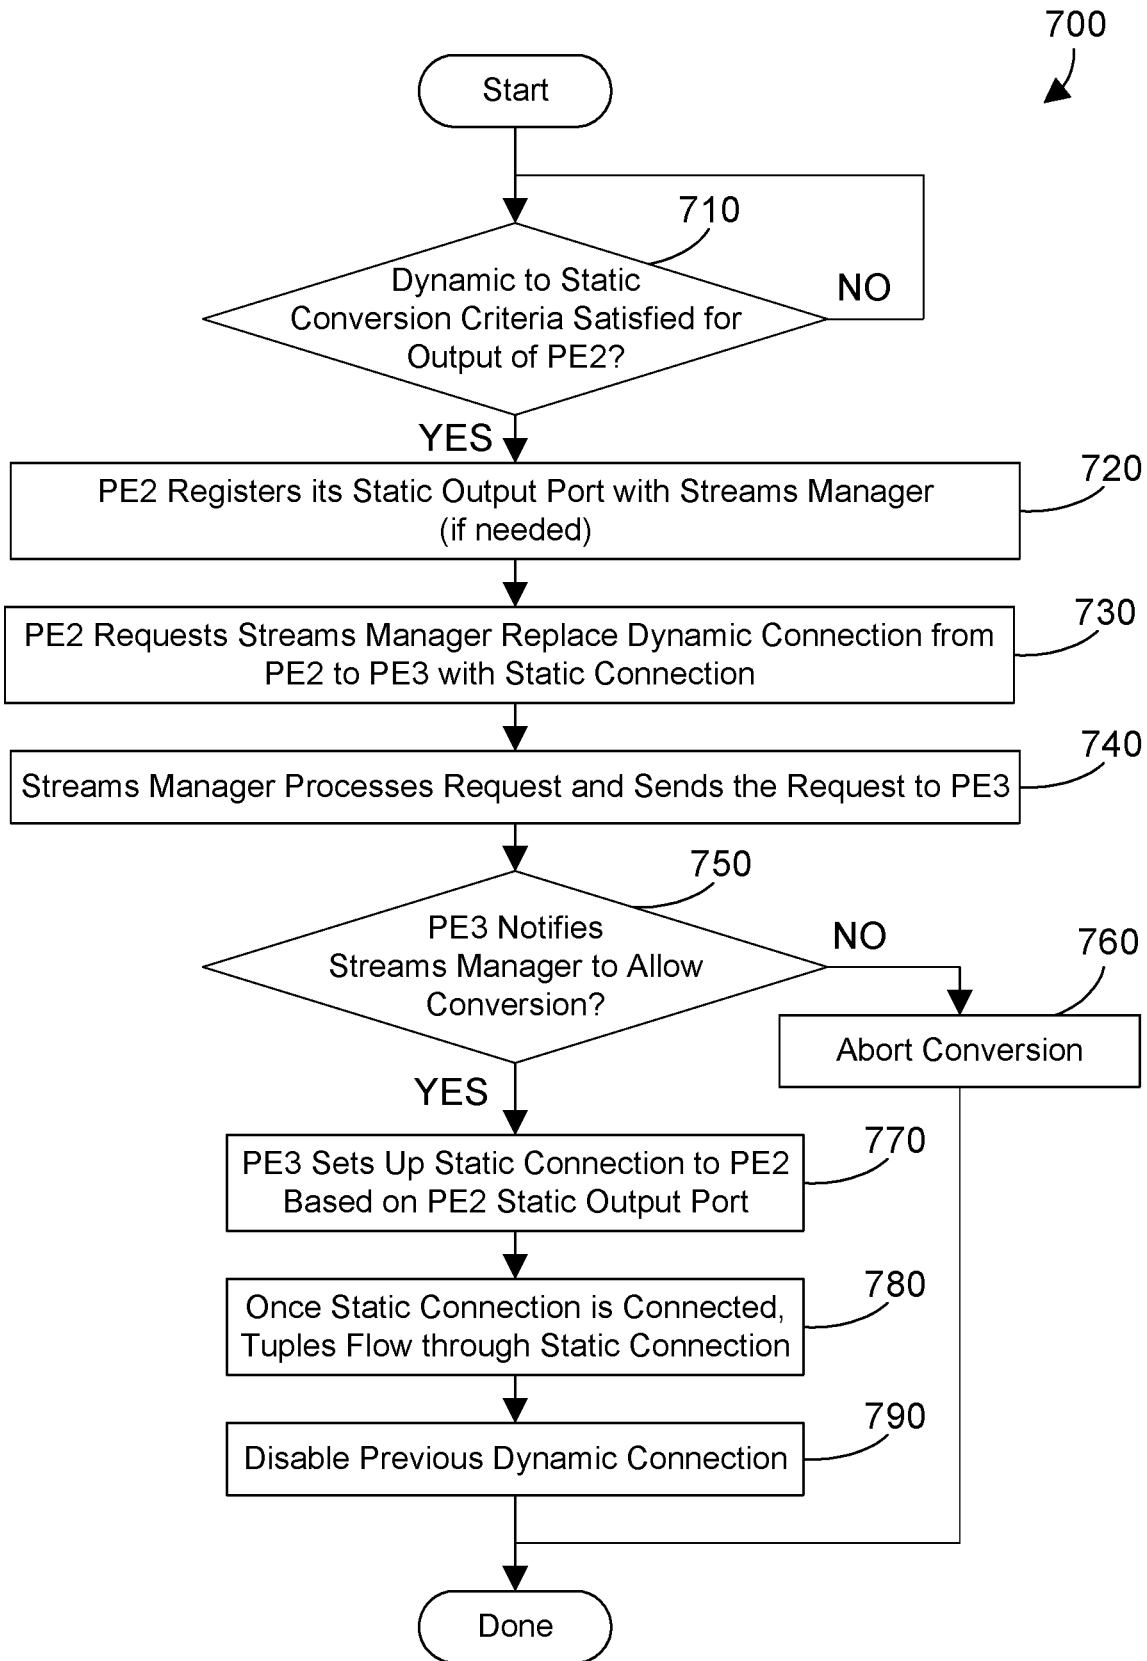 700
Start
710
Dynamic to Static
Conversion Criteria Satisfied for
Output of PE2?
NO
YES
720
PE2 Registers its Static Output Port with Streams Manager
(if needed)
730
PE2 Requests Streams Manager Replace Dynamic Connection from
PE2 to PE3 with Static Connection
740
Streams Manager Processes Request and Sends the Request to PE3
750
PE3 Notifies
Streams Manager to Allow
Conversion?
NO
760
Abort Conversion
YES
770
PE3 Sets Up Static Connection to PE2
Based on PE2 Static Output Port
780
Once Static Connection is Connected,
Tuples Flow through Static Connection
790
Disable Previous Dynamic Connection
Done